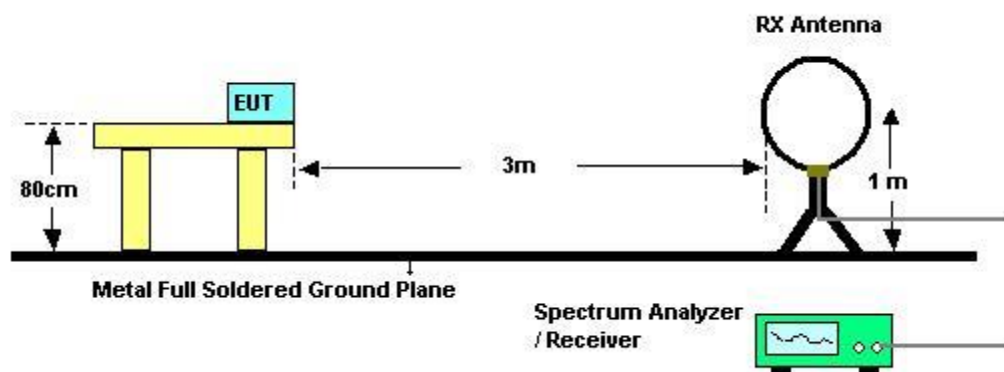 RX Antenna
EUT
3m
80cm
1 m
Metal Full Soldered Ground Plane
Spectrum Analyzer
/ Receiver